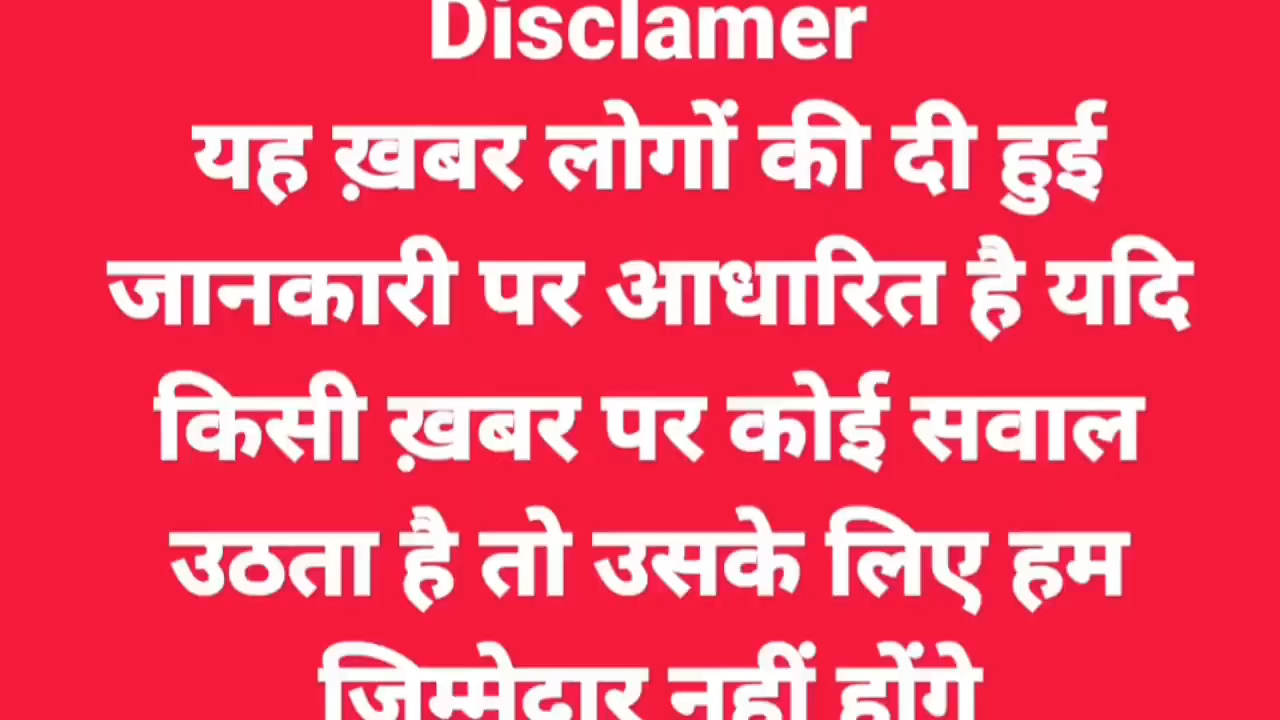 Disclamer
यह ख़बर लोगों की दी हुई
जानकारी पर आधारित है यदि
किसी ख़बर पर कोई सवाल
उठता है तो उसके लिए हम
जिम्मेदार नहीं होंगे